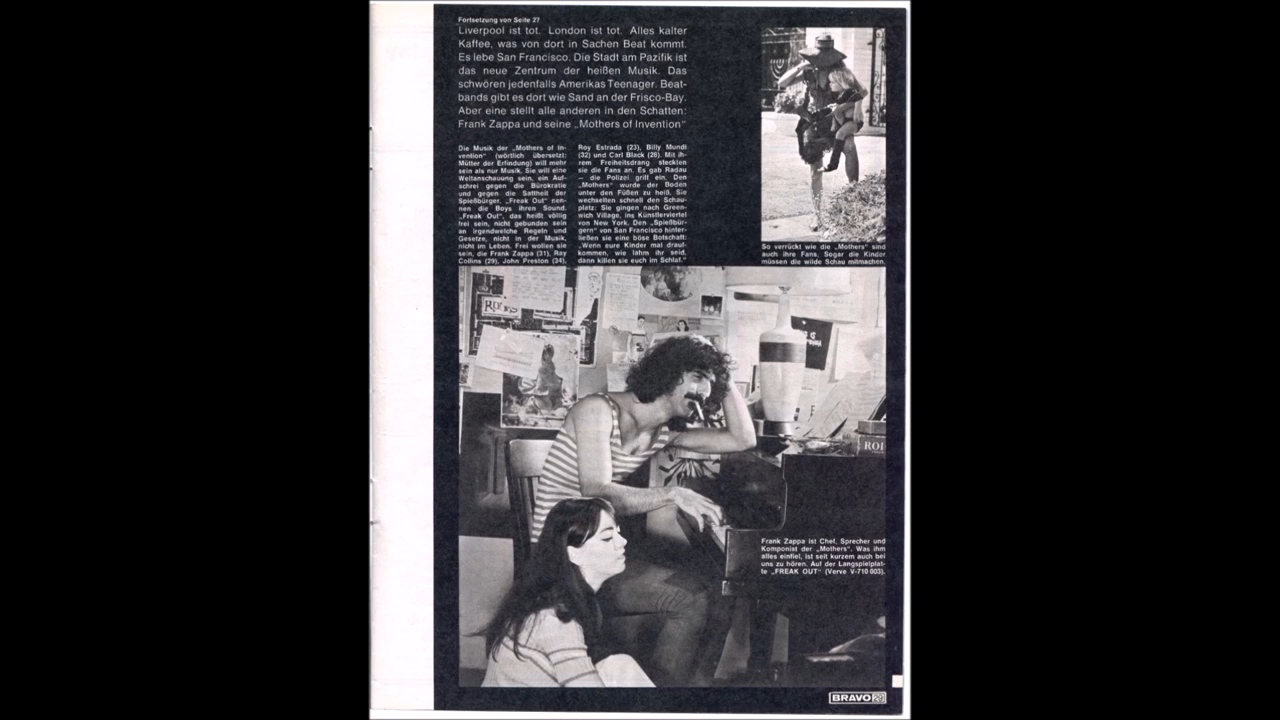 Fortsetzung von Seite 27
Liverpool ist tot. London ist tot. Alles kalter
Kaffee, was von dort in Sachen Beat kommt.
Es lebe San Francisco. Die Stadt am Pazifik ist
das neue Zentrum der heißen Musik. Das
schwören jedenfalls Amerikas Teenager. Beat-
bands gibt es dort wie Sand an der Frisco-Bay.
Aber eine stellt alle anderen in den Schatten:
Frank Zappa und seine „Mothers of Invention“
Die Musik der „Mothers of In-
vention“ (wörtlich übersetzt:
Mütter der Erfindung) will mehr
sein als nur Musik. Sie will eine
Weltanschauung sein, ein Auf-
schrei gegen die Bürokratie
und gegen die Sattheit der
Spießbürger. „Freak Out“ nen-
nen die Boys ihren Sound.
„Freak Out“, das heißt völlig
frei sein, nicht gebunden sein
an irgendwelche Regeln und
Gesetze, nicht in der Musik,
nicht im Leben. Frei wollen sie
sein, die Frank Zappa (31), Ray
Collins (29), John Preston (34),
Roy Estrada (23), Billy Mundi
(32) und Carl Black (28). Mit ih-
rem Freiheitsdrang steckten
sie die Fans an. Es gab Radau
— die Polizei griff ein. Den
„Mothers“ wurde der Boden
unter den Füßen zu heiß. Sie
wechselten schnell den Schau-
platz: Sie gingen nach Green-
wich Village, ins Künstlerviertel
von New York. Den „Spießbür-
gern“ von San Francisco hinter-
ließen sie eine böse Botschaft:
„Wenn eure Kinder mal drauf-
kommen, wie lahm ihr seid,
dann killen sie euch im Schlaf.“
So verrückt wie die „Mothers“ sind
auch ihre Fans. Sogar die Kinder
müssen die wilde Schau mitmachen.
ROI
Frank Zappa ist Chef, Sprecher und
Komponist der „Mothers“. Was ihm
alles einfiel, ist seit kurzem auch bei
uns zu hören. Auf der Langspielplat-
te „FREAK OUT“ (Verve V-710 003).
BRAVO 29